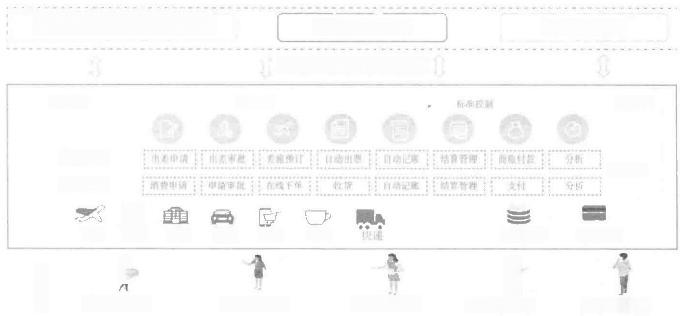 标准控制
出差申请 出差审批 差旅预订 自动出票 自动记账 结算管理 商旅付款 分析
消费申请 申请审批 在线下单 收货 自动记账 结算管理 支付 分析
快递